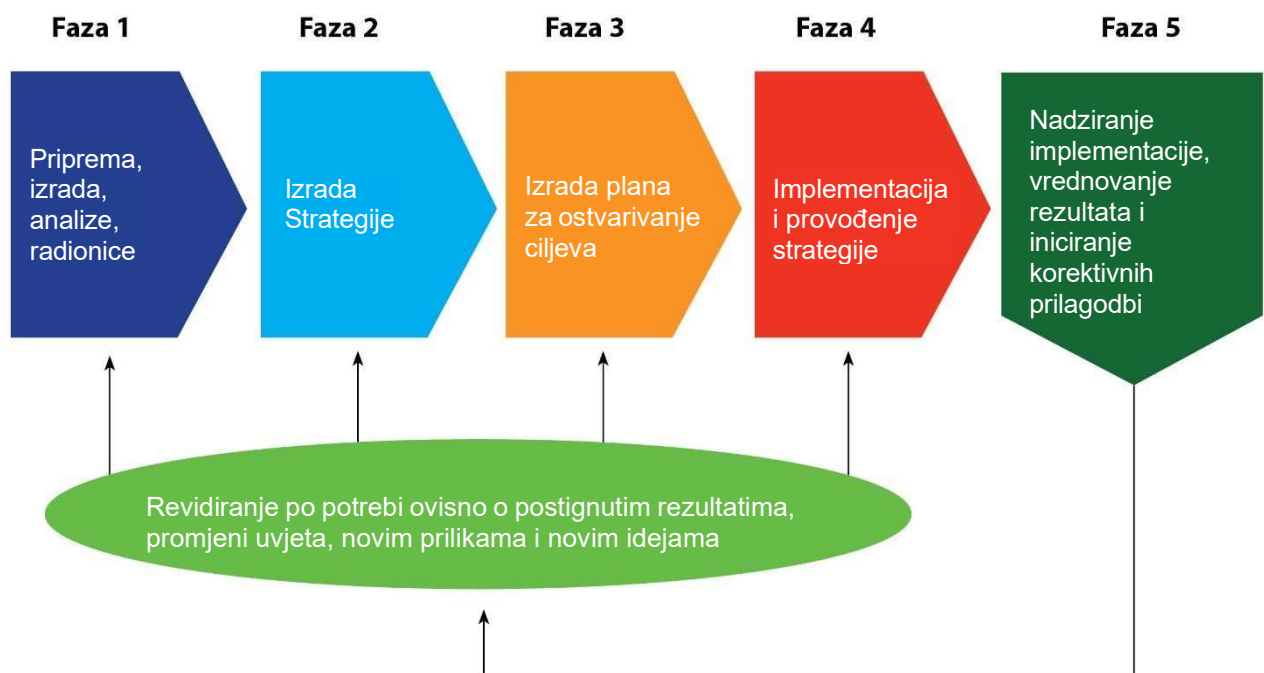 Faza 1
Faza 2
Faza 3
Faza 4
Faza 5
Priprema,
izrada,
analize,
radionice
Izrada
Strategije
Izrada plana
za ostvarivanje
ciljeva
Implementacija
i provođenje
strategije
Nadziranje
implementacije,
vrednovanje
rezultata i
iniciranje
korektivnih
prilagodbi
Revidiranje po potrebi ovisno o postignutim rezultatima,
promjeni uvjeta, novim prilikama i novim idejama